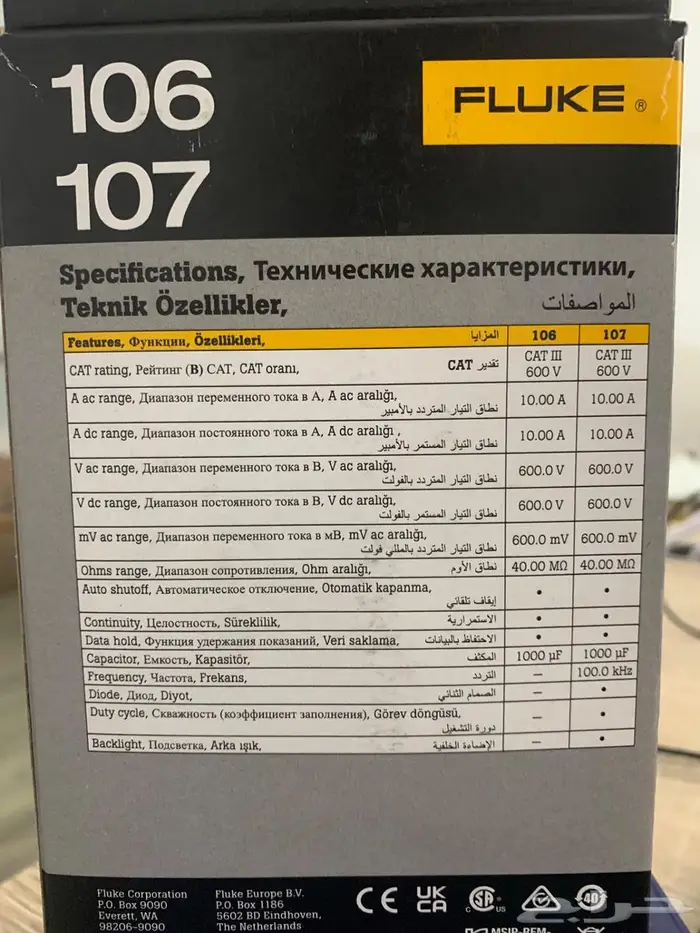 106
107
FLUKE ®
Specifications, Технические характеристики,
Teknik Özellikler,
المواصفات
Features, Функции, Özellikleri, المزايا 106 107
CAT rating, Рейтинг (B) CAT, CAT oranı, تقدير CAT CAT III 600 V CAT III 600 V
A ac range, Диапазон переменного тока в А, A ac aralığı,
نطاق التيار المتردد بالأمبير 10.00 A 10.00 A
A dc range, Диапазон постоянного тока в А, A dc aralığı ,
نطاق التيار المستمر بالأمبير 10.00 A 10.00 A
V ac range, Диапазон переменного тока в В, V ac aralığı,
نطاق التيار المتردد بالفولت 600.0 V 600.0 V
V dc range, Диапазон постоянного тока в В, V dc aralığı,
نطاق التيار المستمر بالفولت 600.0 V 600.0 V
mV ac range, Диапазон переменного тока в мВ, mV ac aralığı,
نطاق التيار المتردد بالمللي فولت 600.0 mV 600.0 mV
Ohms range, Диапазон сопротивления, Ohm aralığı, نطاق الأوم 40.00 MΩ 40.00 MΩ
Auto shutoff, Автоматическое отключение, Otomatik kapanma,
إيقاف تلقائي • •
Continuity, Целостность, Süreklilik, الاستمرارية • •
Data hold, Функция удержания показаний, Veri saklama, الاحتفاظ بالبيانات • •
Capacitor, Емкость, Kapasitör, المكثف 1000 µF 1000 µF
Frequency, Частота, Frekans, التردد – 100.0 kHz
Diode, Диод, Diyot, الصمام الثنائي – •
Duty cycle, Скважность (коэффициент заполнения), Görev döngüsü,
دورة التشغيل – •
Backlight, Подсветка, Arka ışık, الإضاءة الخلفية – •
Fluke Corporation
P.O. Box 9090
Everett, WA
98206-9090
Fluke Europe B.V.
P.O. Box 1186
5602 BD Eindhoven,
The Netherlands
CE UK CA C SP US 40
MSIP-REM-
حراج